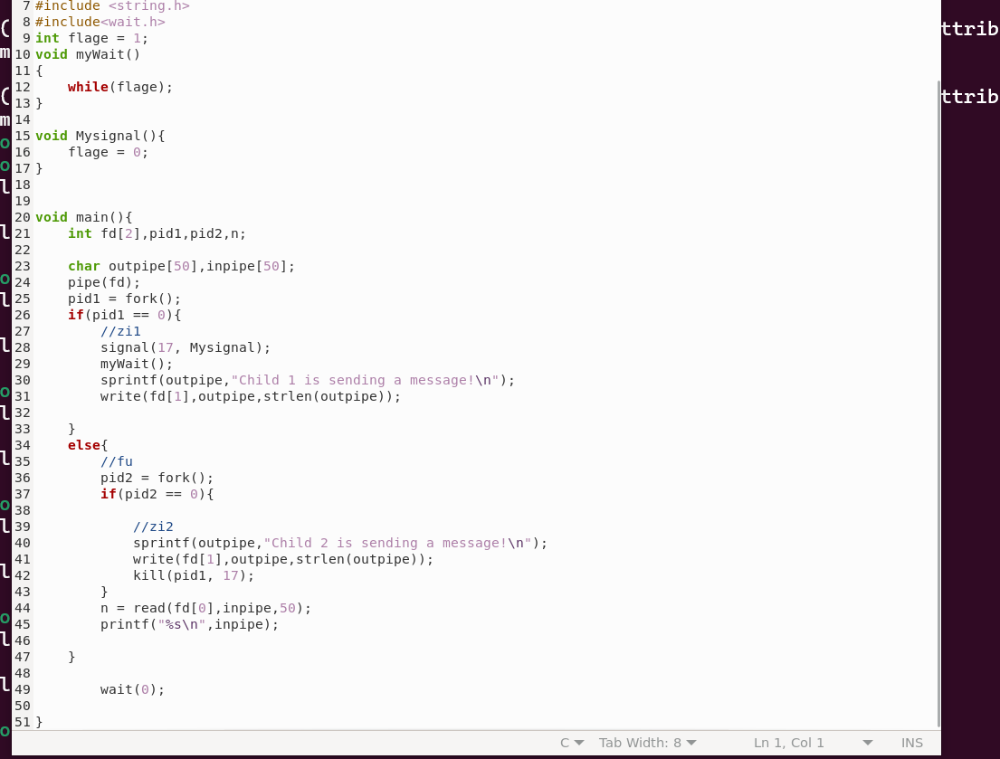 7 #include <string.h>
8 #include<wait.h>
9 int flage = 1;
10 void myWait()
11 {
12     while(flage);
13 }
14
15 void Mysignal(){
16     flage = 0;
17 }
18
19
20 void main(){
21     int fd[2],pid1,pid2,n;
22
23     char outpipe[50],inpipe[50];
24     pipe(fd);
25     pid1 = fork();
26     if(pid1 == 0){
27         //zi1
28         signal(17, Mysignal);
29         myWait();
30         sprintf(outpipe,"Child 1 is sending a message!\n");
31         write(fd[1],outpipe,strlen(outpipe));
32
33     }
34     else{
35         //fu
36         pid2 = fork();
37         if(pid2 == 0){
38
39             //zi2
40             sprintf(outpipe,"Child 2 is sending a message!\n");
41             write(fd[1],outpipe,strlen(outpipe));
42             kill(pid1, 17);
43         }
44         n = read(fd[0],inpipe,50);
45         printf("%s\n",inpipe);
46
47     }
48
49         wait(0);
50
51 }
C Tab Width: 8 Ln 1, Col 1 INS
( ttrib
m
( ttrib
m
o
o
l
l
o
l
l
o
l
l
o
l
l
o
l
l
o